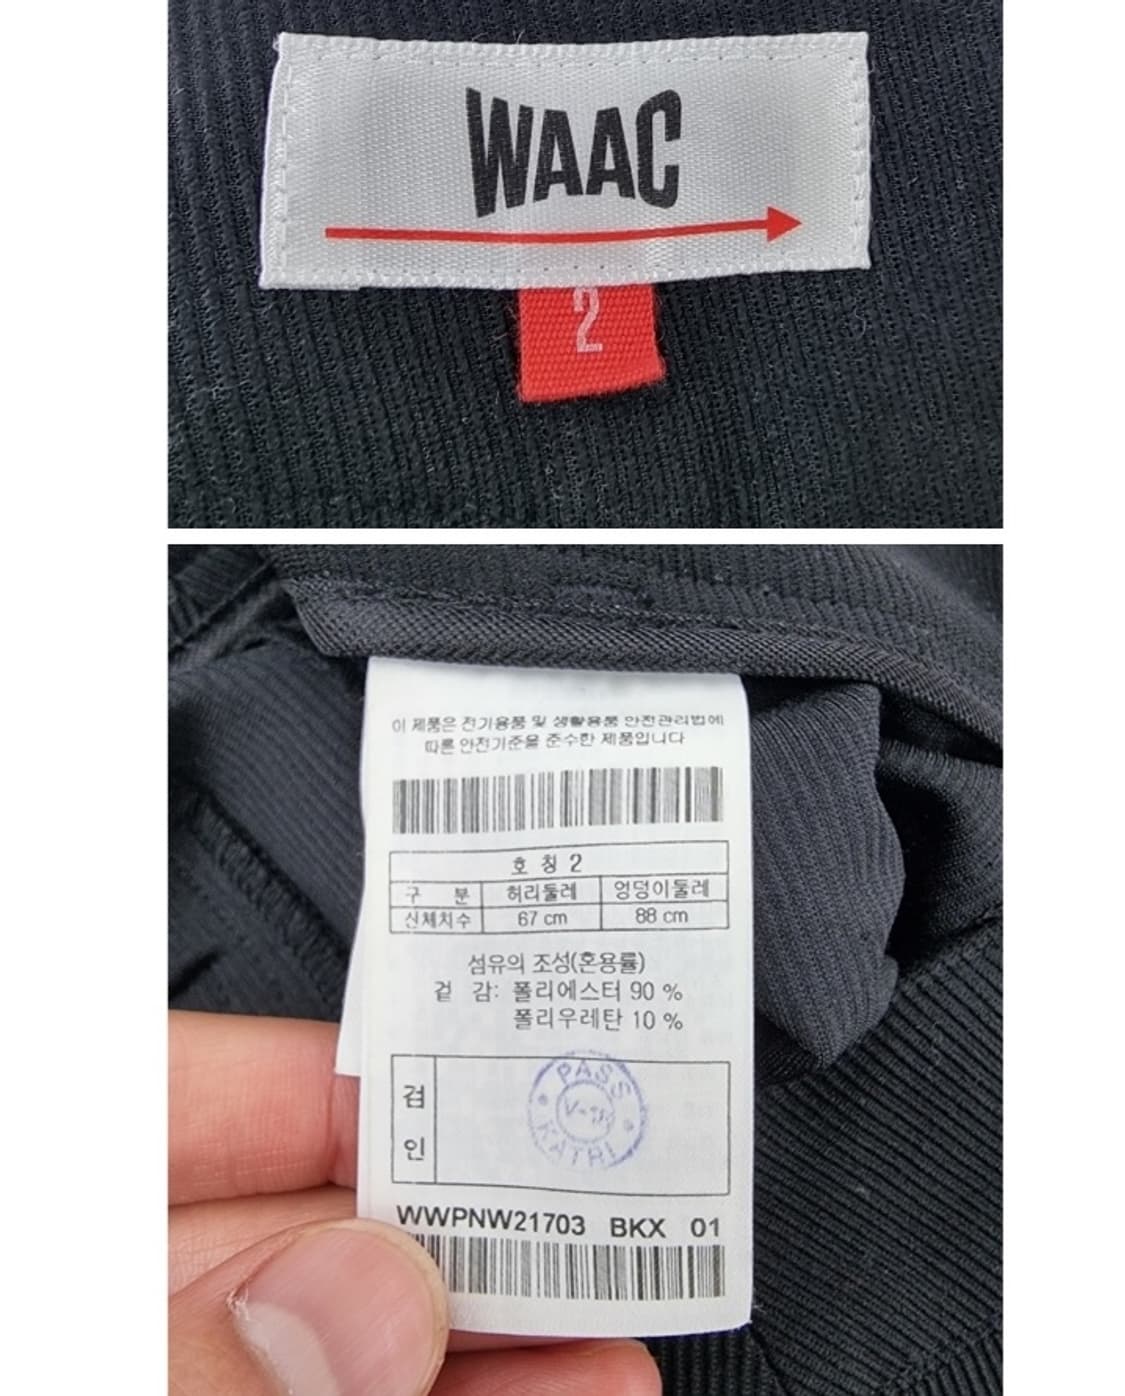 WAAC
2
이 제품은 전기용품 및 생활용품 안전관리법에
따른 안전기준을 준수한 제품입니다
호 칭 2
구 분 허리둘레 엉덩이둘레
신체치수 67 cm 88 cm
섬유의 조성(혼용률)
겉 감: 폴리에스터 90 %
폴리우레탄 10 %
검
인
PASS
KATRI
WWPNW21703 BKX 01